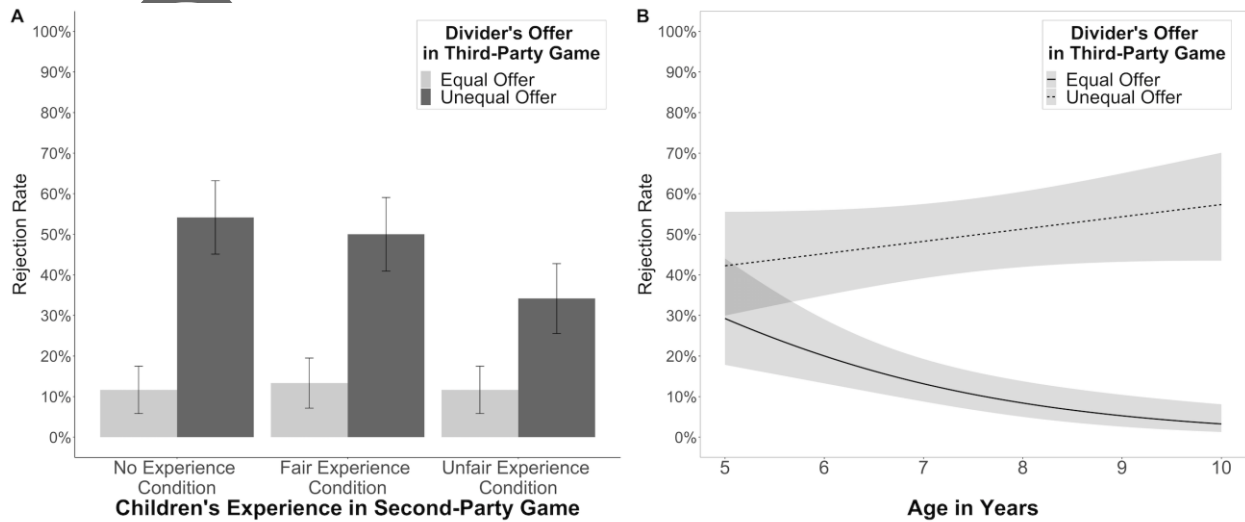 A
100%
90%
80%
70%
60%
50%
40%
30%
20%
10%
0%
Rejection Rate
Divider's Offer
in Third-Party Game
Equal Offer
Unequal Offer
No Experience
Condition
Fair Experience
Condition
Unfair Experience
Condition
Children's Experience in Second-Party Game
B
100%
90%
80%
70%
60%
50%
40%
30%
20%
10%
0%
Rejection Rate
Divider's Offer
in Third-Party Game
Equal Offer
Unequal Offer
5
6
7
8
9
10
Age in Years